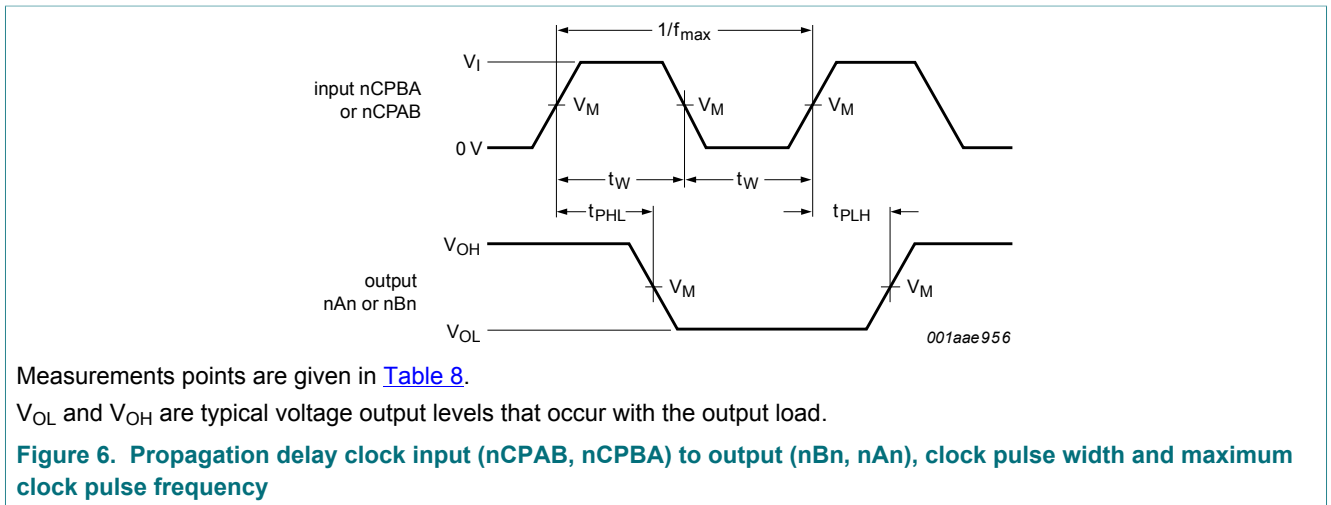 1/fmax
VI
input nCPBA
or nCPAB
VM
VM
VM
0 V
tW
tW
tPHL
tPLH
VOH
output
nAn or nBn
VM
VM
VOL
001aae956
Measurements points are given in Table 8.
VOL and VOH are typical voltage output levels that occur with the output load.
Figure 6. Propagation delay clock input (nCPAB, nCPBA) to output (nBn, nAn), clock pulse width and maximum
clock pulse frequency